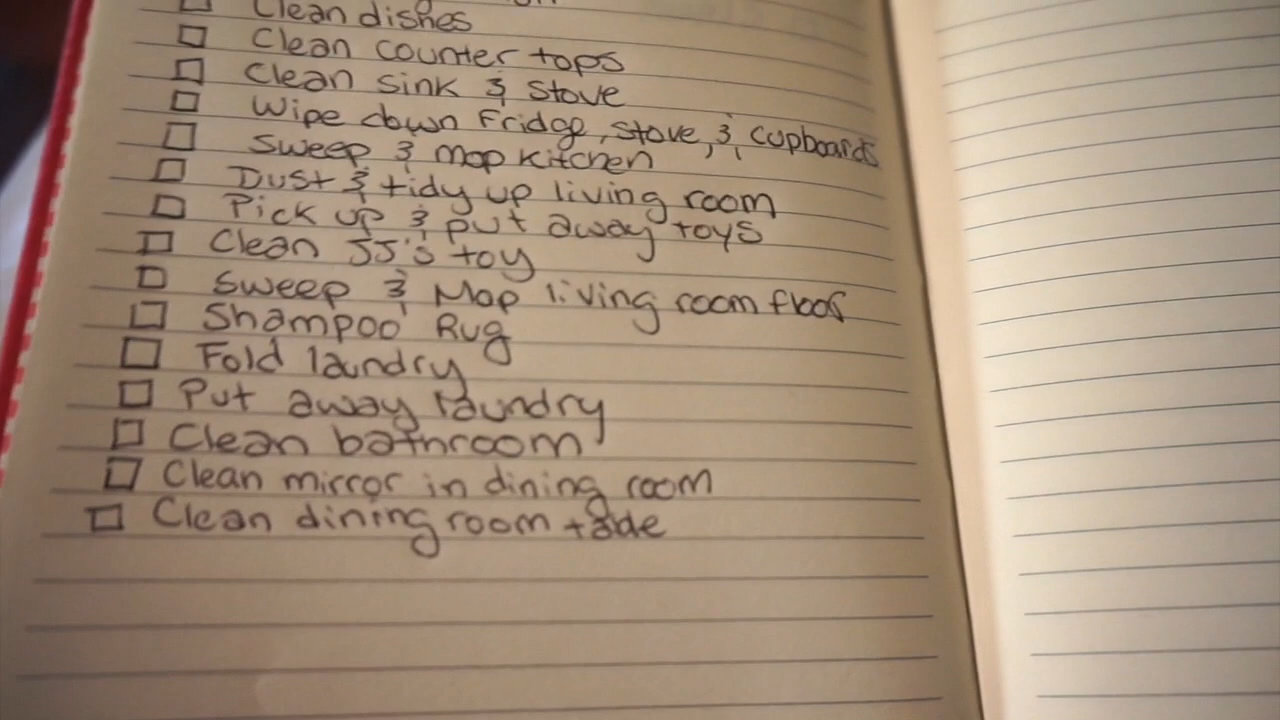 Clean dishes
Clean counter tops
Clean sink & stove
Wipe down Fridge, stove, & cupboards
Sweep & Mop Kitchen
Dust & tidy up living room
Pick up & put away toys
Clean JJ's toy
Sweep & Mop living room floor
Shampoo Rug
Fold laundry
Put away laundry
Clean bathroom
Clean mirror in dining room
Clean dining room table